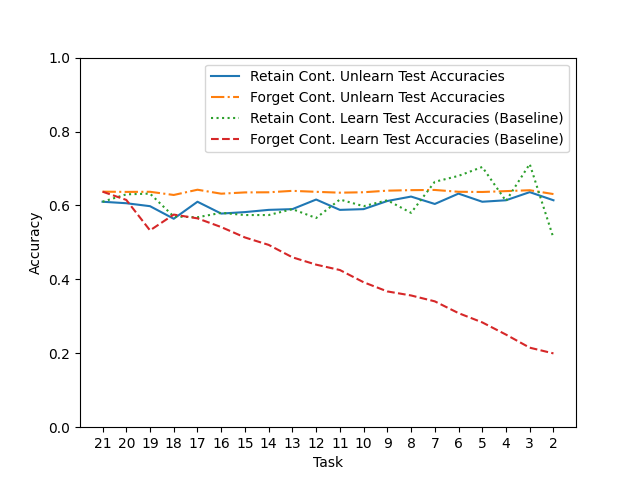 Retain Cont. Unlearn Test Accuracies
Forget Cont. Unlearn Test Accuracies
Retain Cont. Learn Test Accuracies (Baseline)
Forget Cont. Learn Test Accuracies (Baseline)
1.0
0.8
0.6
0.4
0.2
0.0
Accuracy
21 20 19 18 17 16 15 14 13 12 11 10 9 8 7 6 5 4 3 2
Task